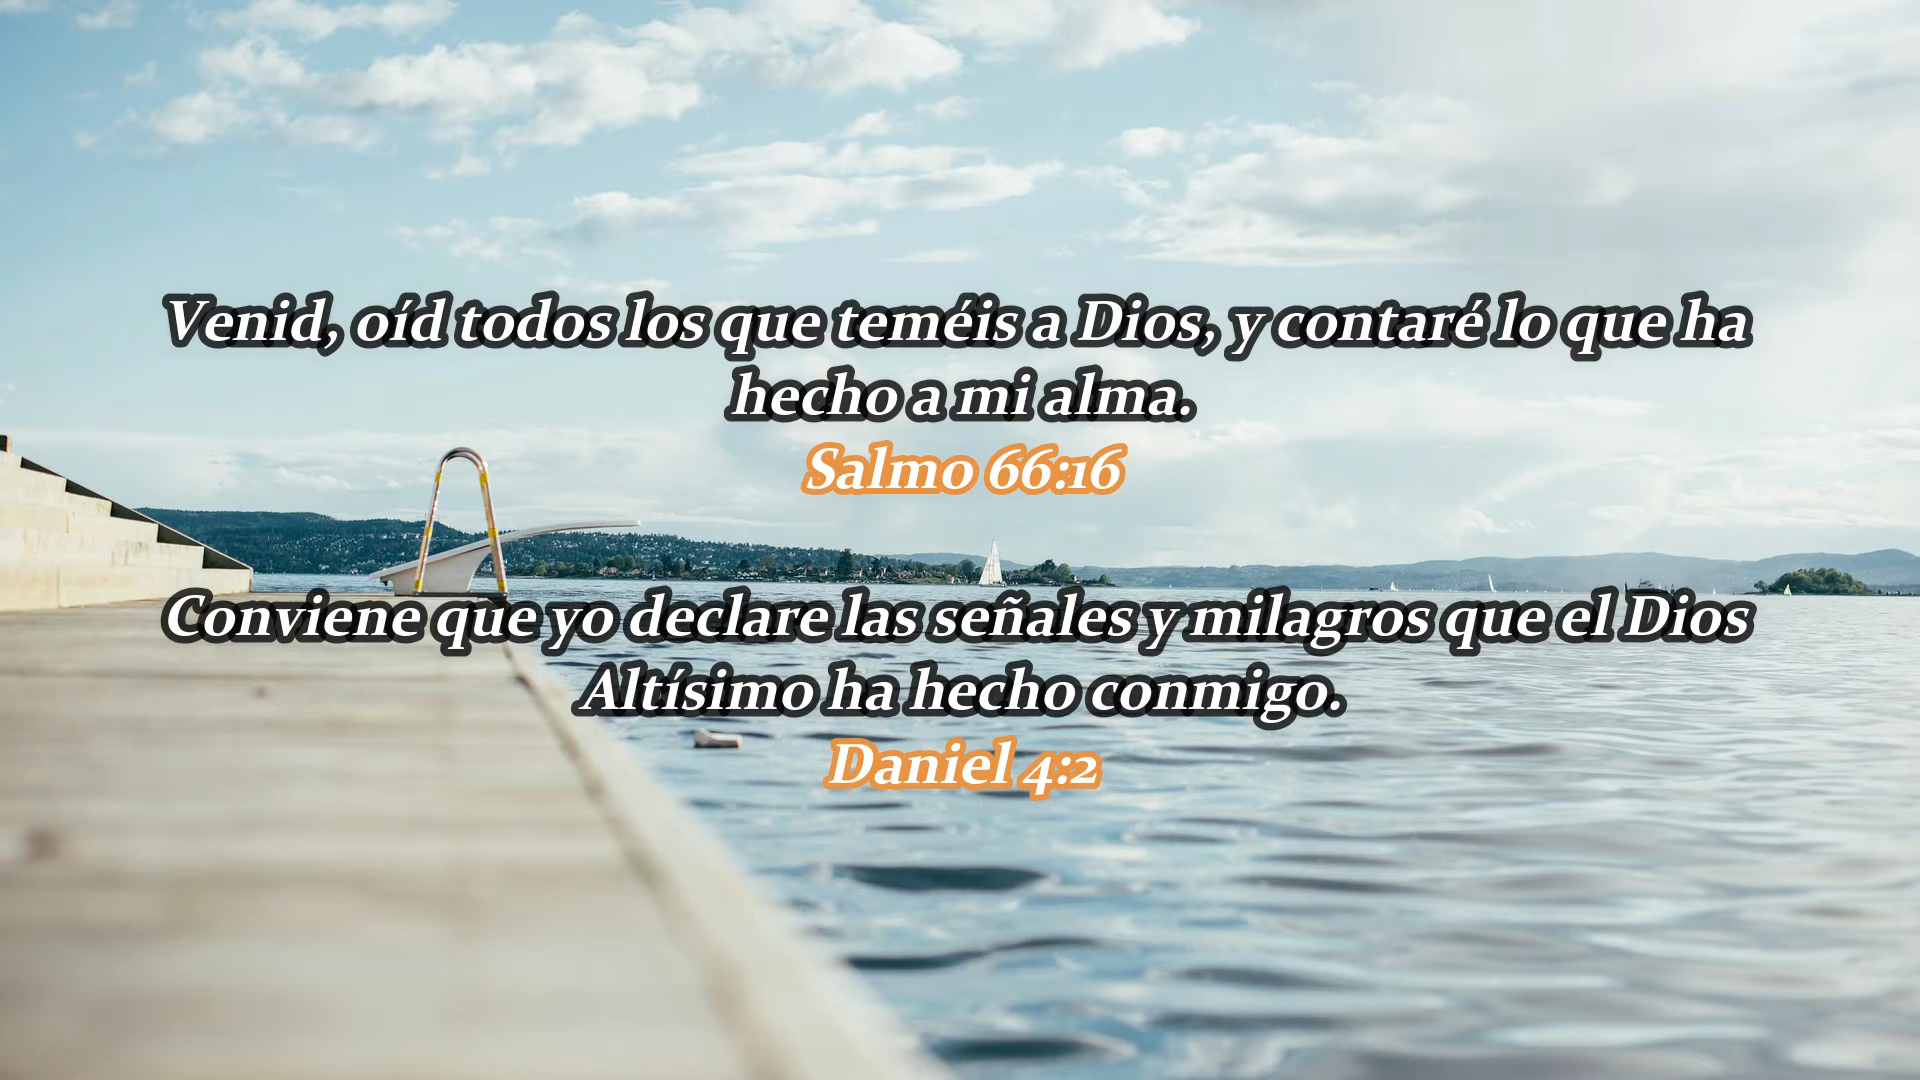 Venid, oíd todos los que teméis a Dios, y contaré lo que ha
hecho a mi alma.
Salmo 66:16
Conviene que yo declare las señales y milagros que el Dios
Altísimo ha hecho conmigo.
Daniel 4:2